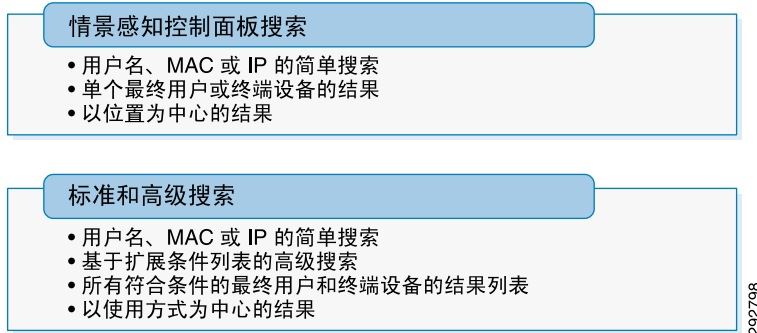 情景感知控制面板搜索
• 用户名、MAC 或 IP 的简单搜索
• 单个最终用户或终端设备的结果
• 以位置为中心的结果
标准和高级搜索
• 用户名、MAC 或 IP 的简单搜索
• 基于扩展条件列表的高级搜索
• 所有符合条件的最终用户和终端设备的结果列表
• 以使用方式为中心的结果
292798